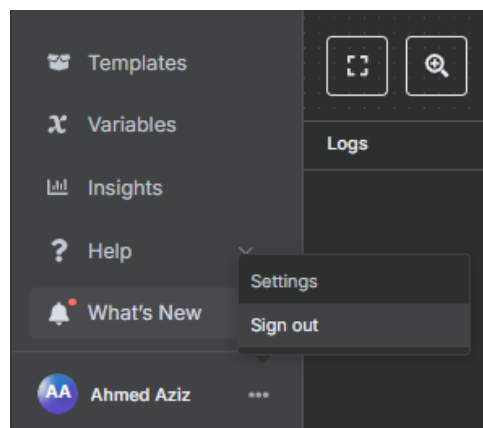 Templates
Variables
Logs
Insights
Help
Settings
What's New
Sign out
AA
Ahmed Aziz